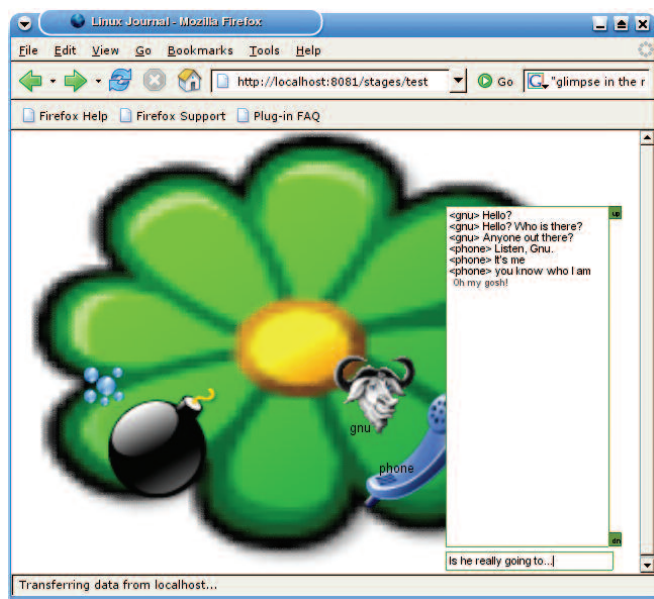 Linux Journal - Mozilla Firefox
File Edit View Go Bookmarks Tools Help
http://localhost:8081/stages/test Go "glimpse in the r
Firefox Help Firefox Support Plug-in FAQ
<gnu> Hello?
<gnu> Hello? Who is there?
<gnu> Anyone out there?
<phone> Listen, Gnu.
<phone> It's me
<phone> you know who I am
Oh my gosh!
up
gnu
phone
dn
Is he really going to...
Transferring data from localhost...